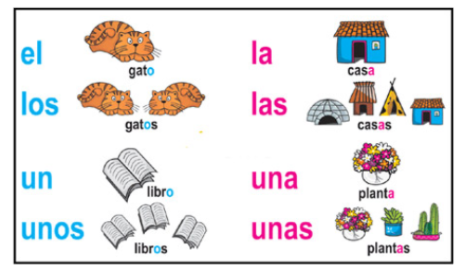 el
gato
los
gatos
un
libro
unos
libros
la
casa
las
casas
una
planta
unas
plantas